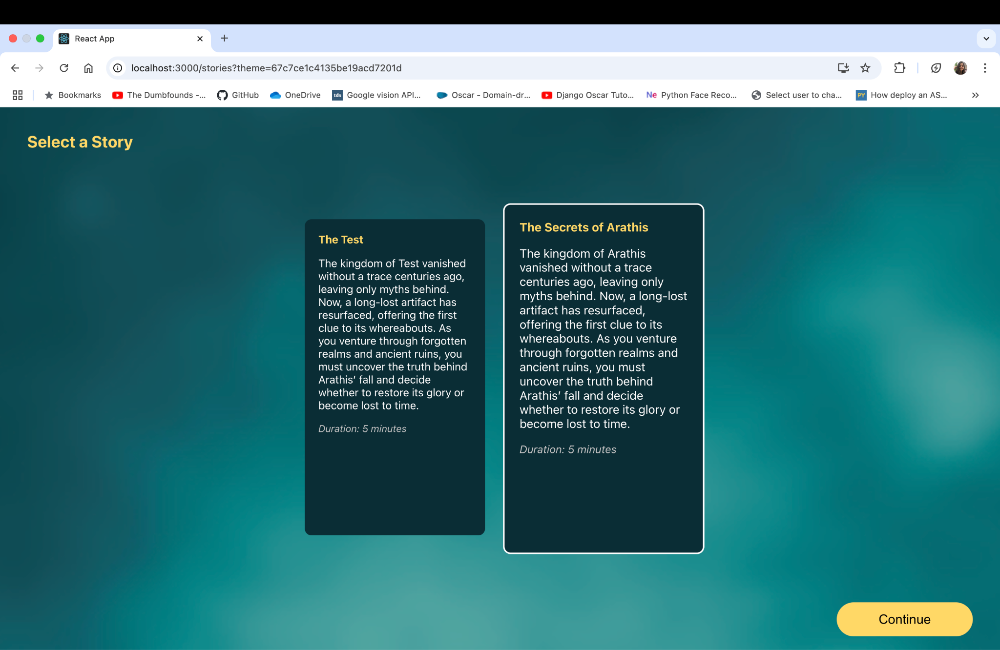 React App
localhost:3000/stories?theme=67c7ce1c4135be19acd7201d
Bookmarks
The Dumbfounds -...
GitHub
OneDrive
tds
Google vision API...
Oscar - Domain-dr...
Django Oscar Tuto...
Ne
Python Face Reco...
Select user to cha...
PY
How deploy an AS...
Select a Story
The Test
The kingdom of Test vanished
without a trace centuries ago,
leaving only myths behind.
Now, a long-lost artifact has
resurfaced, offering the first
clue to its whereabouts. As
you venture through forgotten
realms and ancient ruins, you
must uncover the truth behind
Arathis’ fall and decide
whether to restore its glory or
become lost to time.
Duration: 5 minutes
The Secrets of Arathis
The kingdom of Arathis
vanished without a trace
centuries ago, leaving only
myths behind. Now, a long-lost
artifact has resurfaced,
offering the first clue to its
whereabouts. As you venture
through forgotten realms and
ancient ruins, you must
uncover the truth behind
Arathis’ fall and decide
whether to restore its glory or
become lost to time.
Duration: 5 minutes
Continue